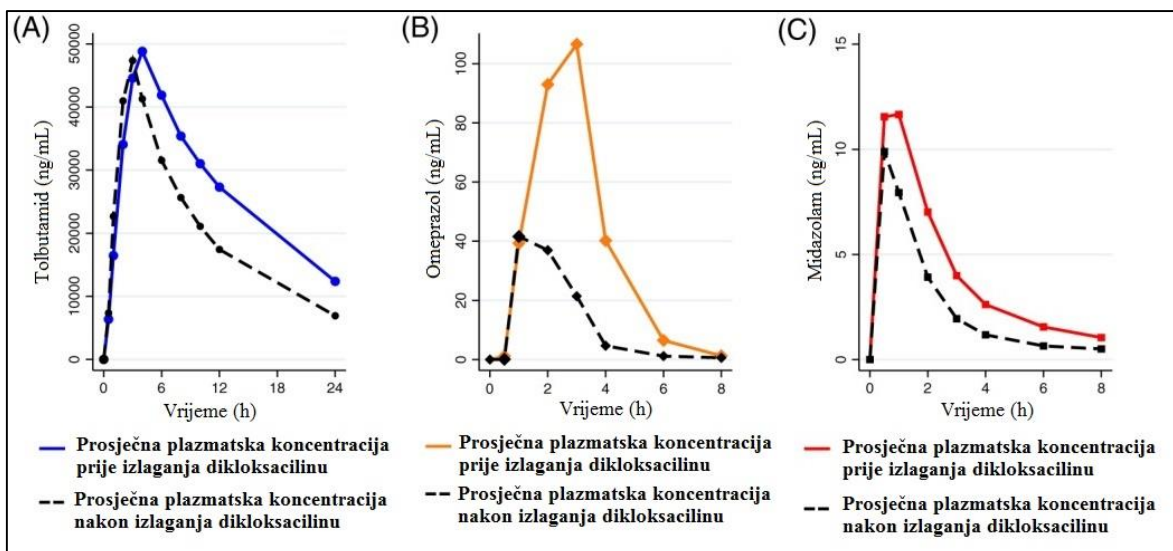 (A)
50000
40000
30000
20000
10000
0
Tolbutamid (ng/mL)
0 6 12 18 24
Vrijeme (h)
Prosječna plazmatska koncentracija
prije izlaganja dikloksacilinu
Prosječna plazmatska koncentracija
nakon izlaganja dikloksacilinu
(B)
100
80
60
40
20
0
Omeprazol (ng/mL)
0 2 4 6 8
Vrijeme (h)
Prosječna plazmatska koncentracija
prije izlaganja dikloksacilinu
Prosječna plazmatska koncentracija
nakon izlaganja dikloksacilinu
(C)
15
10
5
0
Midazolam (ng/mL)
0 2 4 6 8
Vrijeme (h)
Prosječna plazmatska koncentracija
prije izlaganja dikloksacilinu
Prosječna plazmatska koncentracija
nakon izlaganja dikloksacilinu